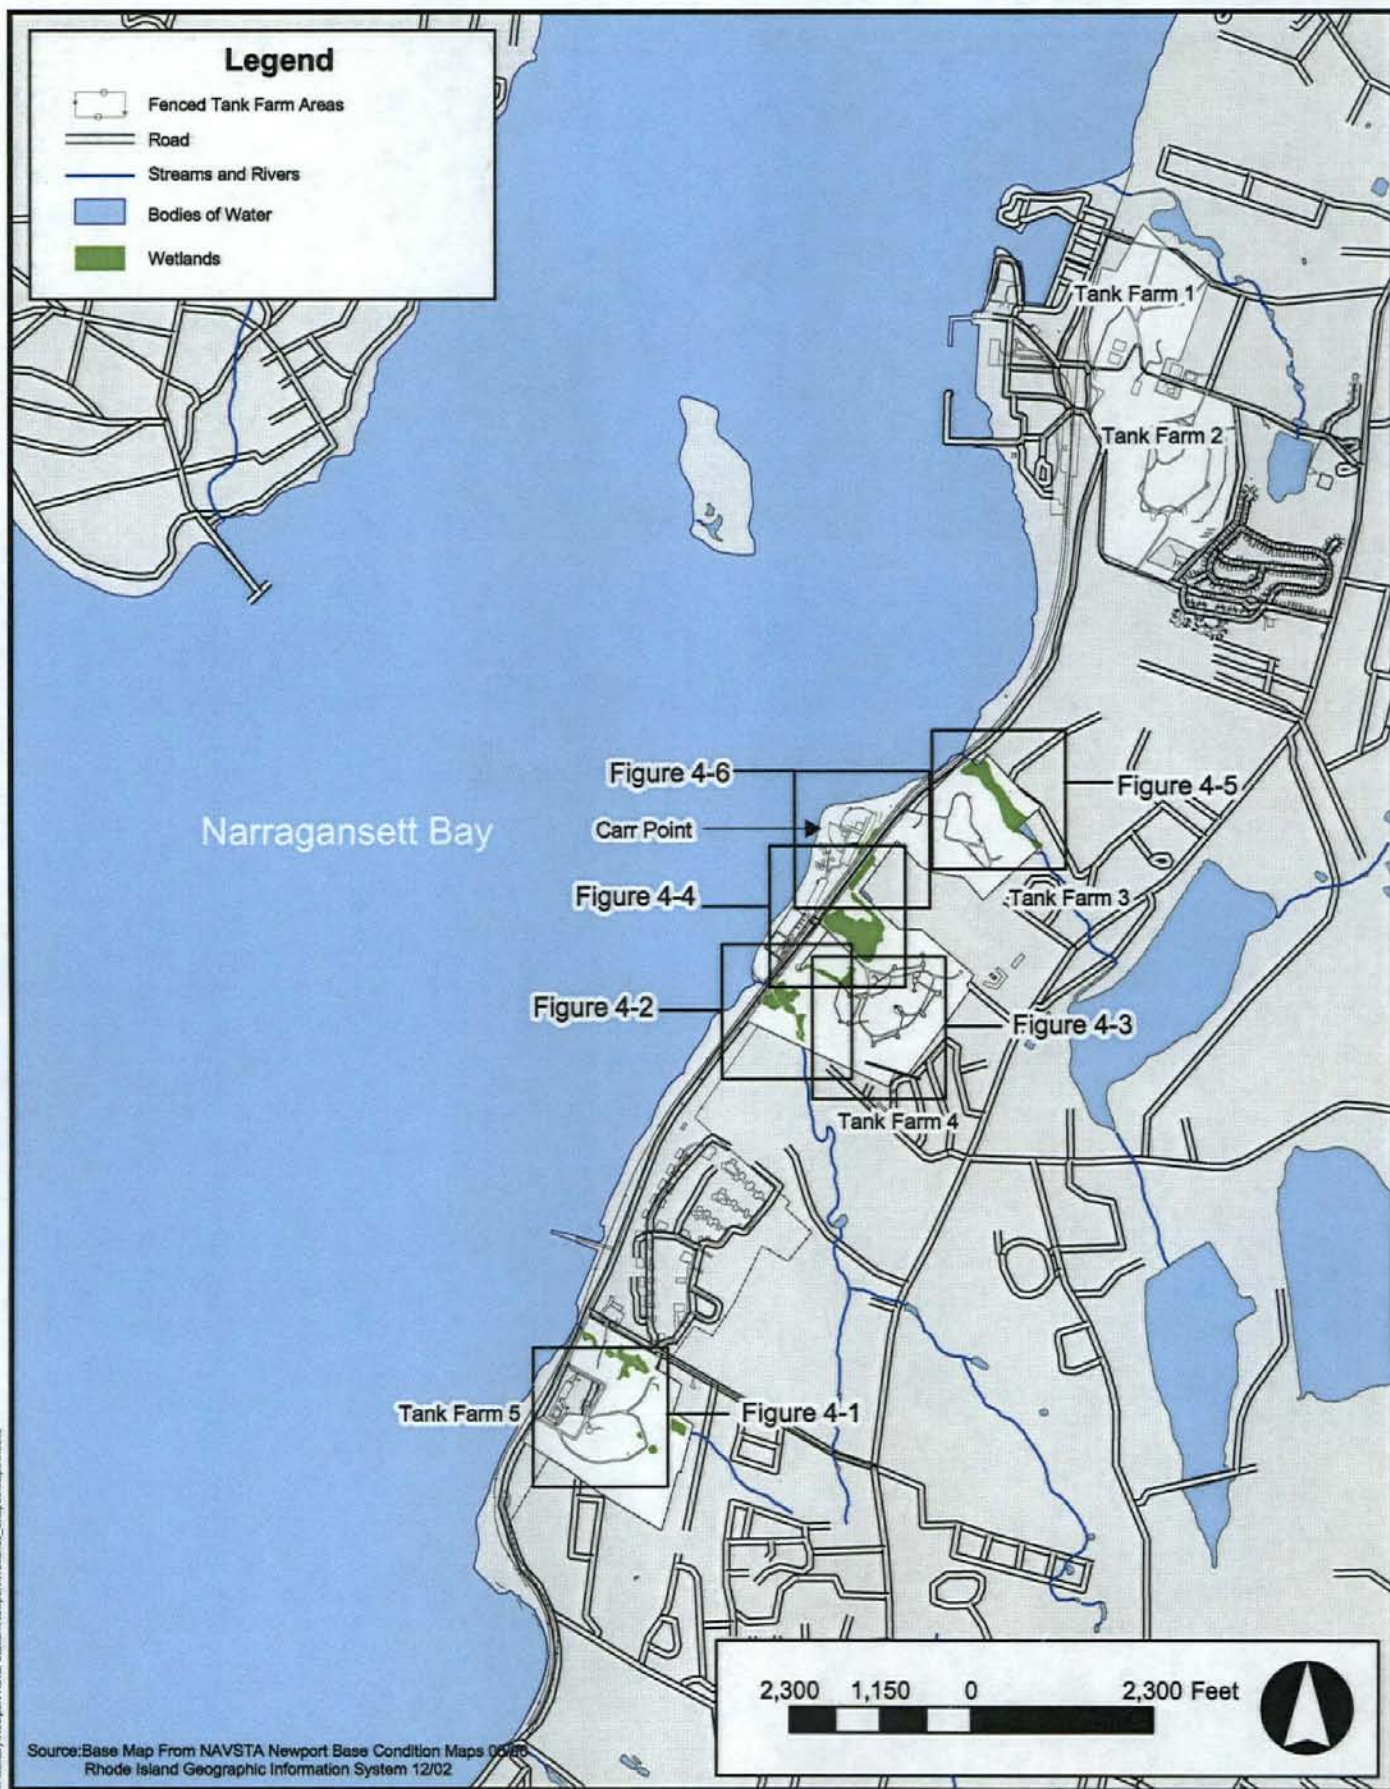 Legend
Fenced Tank Farm Areas
Road
Streams and Rivers
Bodies of Water
Wetlands
Tank Farm 1
Tank Farm 2
Figure 4-6
Figure 4-5
Narragansett Bay
Carr Point
Figure 4-4
Tank Farm 3
Figure 4-2
Figure 4-3
Tank Farm 4
Tank Farm 5
Figure 4-1
2,300 1,150 0 2,300 Feet
Source:Base Map From NAVSTA Newport Base Condition Maps
Rhode Island Geographic Information System 12/02